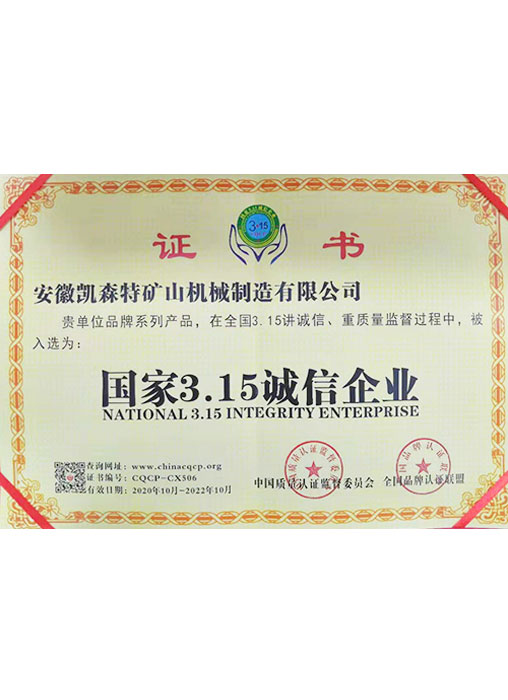 3·15
证 书
安徽凯森特矿山机械制造有限公司
贵单位品牌系列产品，在全国3.15讲诚信、重质量监督过程中，被
入选为：
国家3.15诚信企业
NATIONAL 3.15 INTEGRITY ENTERPRISE
查询网址：www.chinacqcp.org
证书编号：CQCP-CX506
有效日期：2020年10月-2022年10月
中国质量认证监督委员会 全国品牌认证联盟